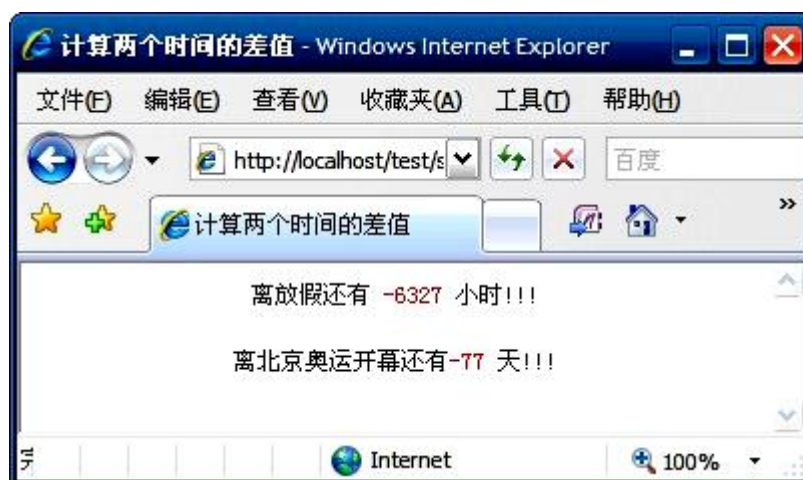 计算两个时间的差值 - Windows Internet Explorer
文件(F) 编辑(E) 查看(V) 收藏夹(A) 工具(T) 帮助(H)
http://localhost/test/s 百度
计算两个时间的差值
离放假还有 -6327 小时!!!
离北京奥运开幕还有-77 天!!!
Internet 100%